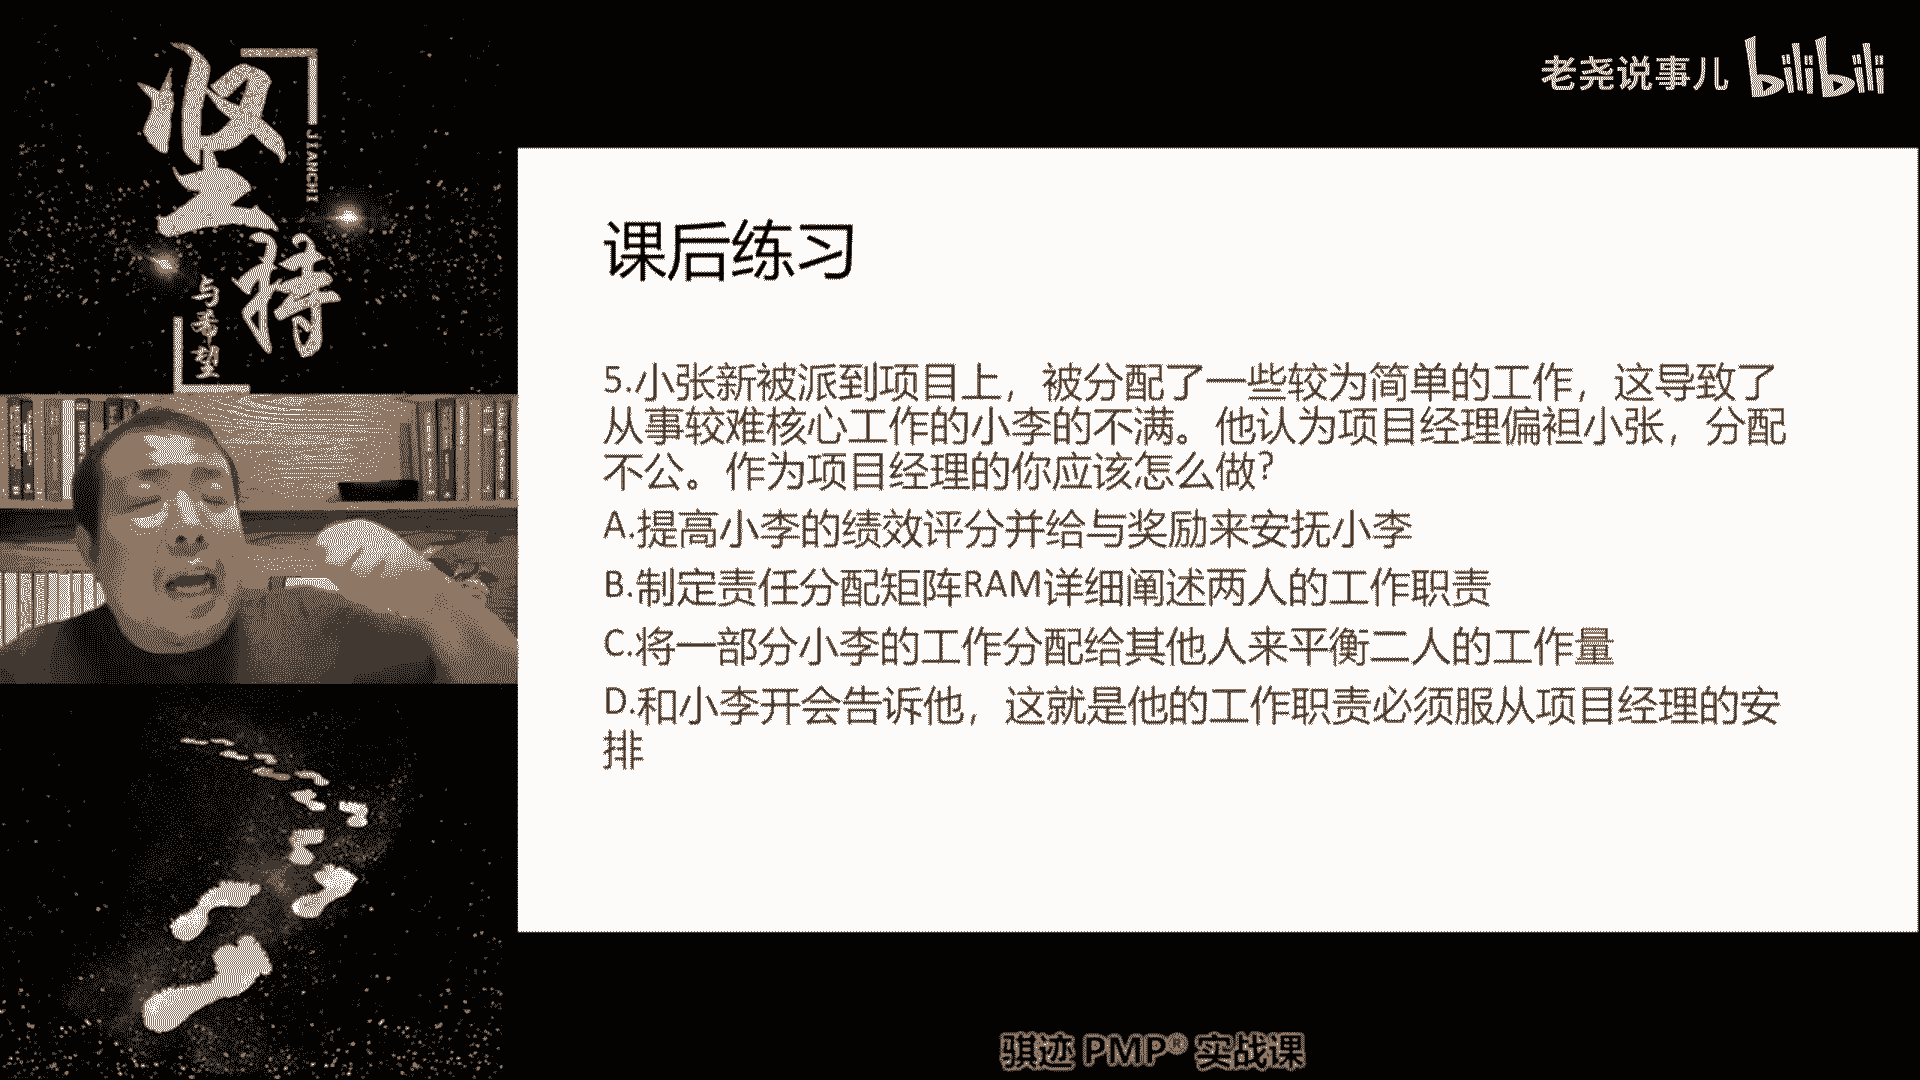 坚持
JIANCHI
与希望
老尧说事儿 bilibili
课后练习
5.小张新被派到项目上，被分配了一些较为简单的工作，这导致了
从事较难核心工作的小李的不满。他认为项目经理偏袒小张，分配
不公。作为项目经理的你应该怎么做?
A.提高小李的绩效评分并给与奖励来安抚小李
B.制定责任分配矩阵RAM详细阐述两人的工作职责
C.将一部分小李的工作分配给其他人来平衡二人的工作量
D.和小李开会告诉他，这就是他的工作职责必须服从项目经理的安
排
骐迹 PMP® 实战课